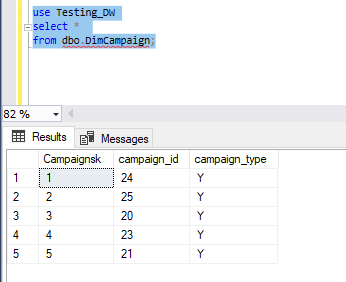 use Testing_DW
select *
from dbo.DimCampaign;
82 %
Results Messages
Campaignsk campaign_id campaign_type
1 1 24 Y
2 2 25 Y
3 3 20 Y
4 4 23 Y
5 5 21 Y